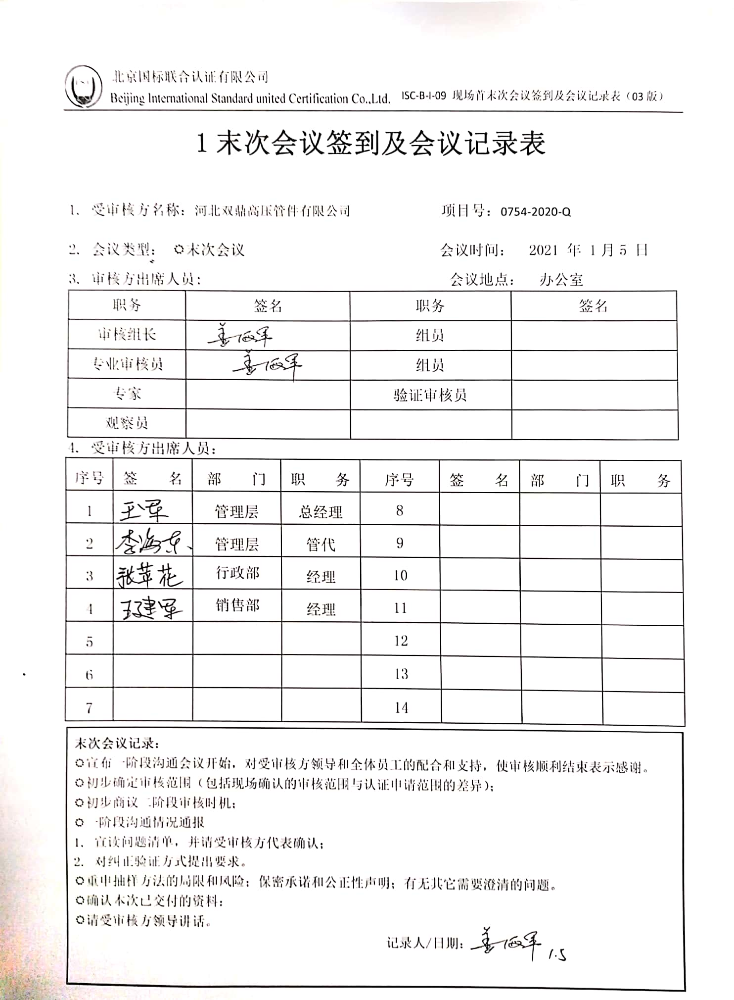 北京国标联合认证有限公司
Beijing International Standard united Certification Co.,Ltd. ISC-B-I-09 现场首末次会议签到及会议记录表（03版）
1 末次会议签到及会议记录表
1. 受审核方名称：河北双鼎高压管件有限公司 项目号：0754-2020-Q
2. 会议类型： 末次会议 会议时间： 2021 年 1 月 5 日
3. 审核方出席人员： 会议地点： 办公室
职务 签名 职务 签名
审核组长 姜海军 组员
专业审核员 姜海军 组员
专家 验证审核员
观察员
4. 受审核方出席人员：
序号 签 名 部 门 职 务 序号 签 名 部 门 职 务
1 管理层 总经理 8
2 李海东 管理层 管代 9
3 张苹花 行政部 经理 10
4 王建军 销售部 经理 11
5 12
6 13
7 14
末次会议记录：
宣布一阶段沟通会议开始，对受审核方领导和全体员工的配合和支持，使审核顺利结束表示感谢。
初步确定审核范围（包括现场确认的审核范围与认证申请范围的差异）；
初步商议二阶段审核时机；
一阶段沟通情况通报
1. 宣读问题清单，并请受审核方代表确认；
2. 对纠正验证方式提出要求。
重申抽样方法的局限和风险；保密承诺和公正性声明；有无其它需要澄清的问题。
确认本次已交付的资料：
请受审核方领导讲话。
记录人/日期：姜海军 1.5